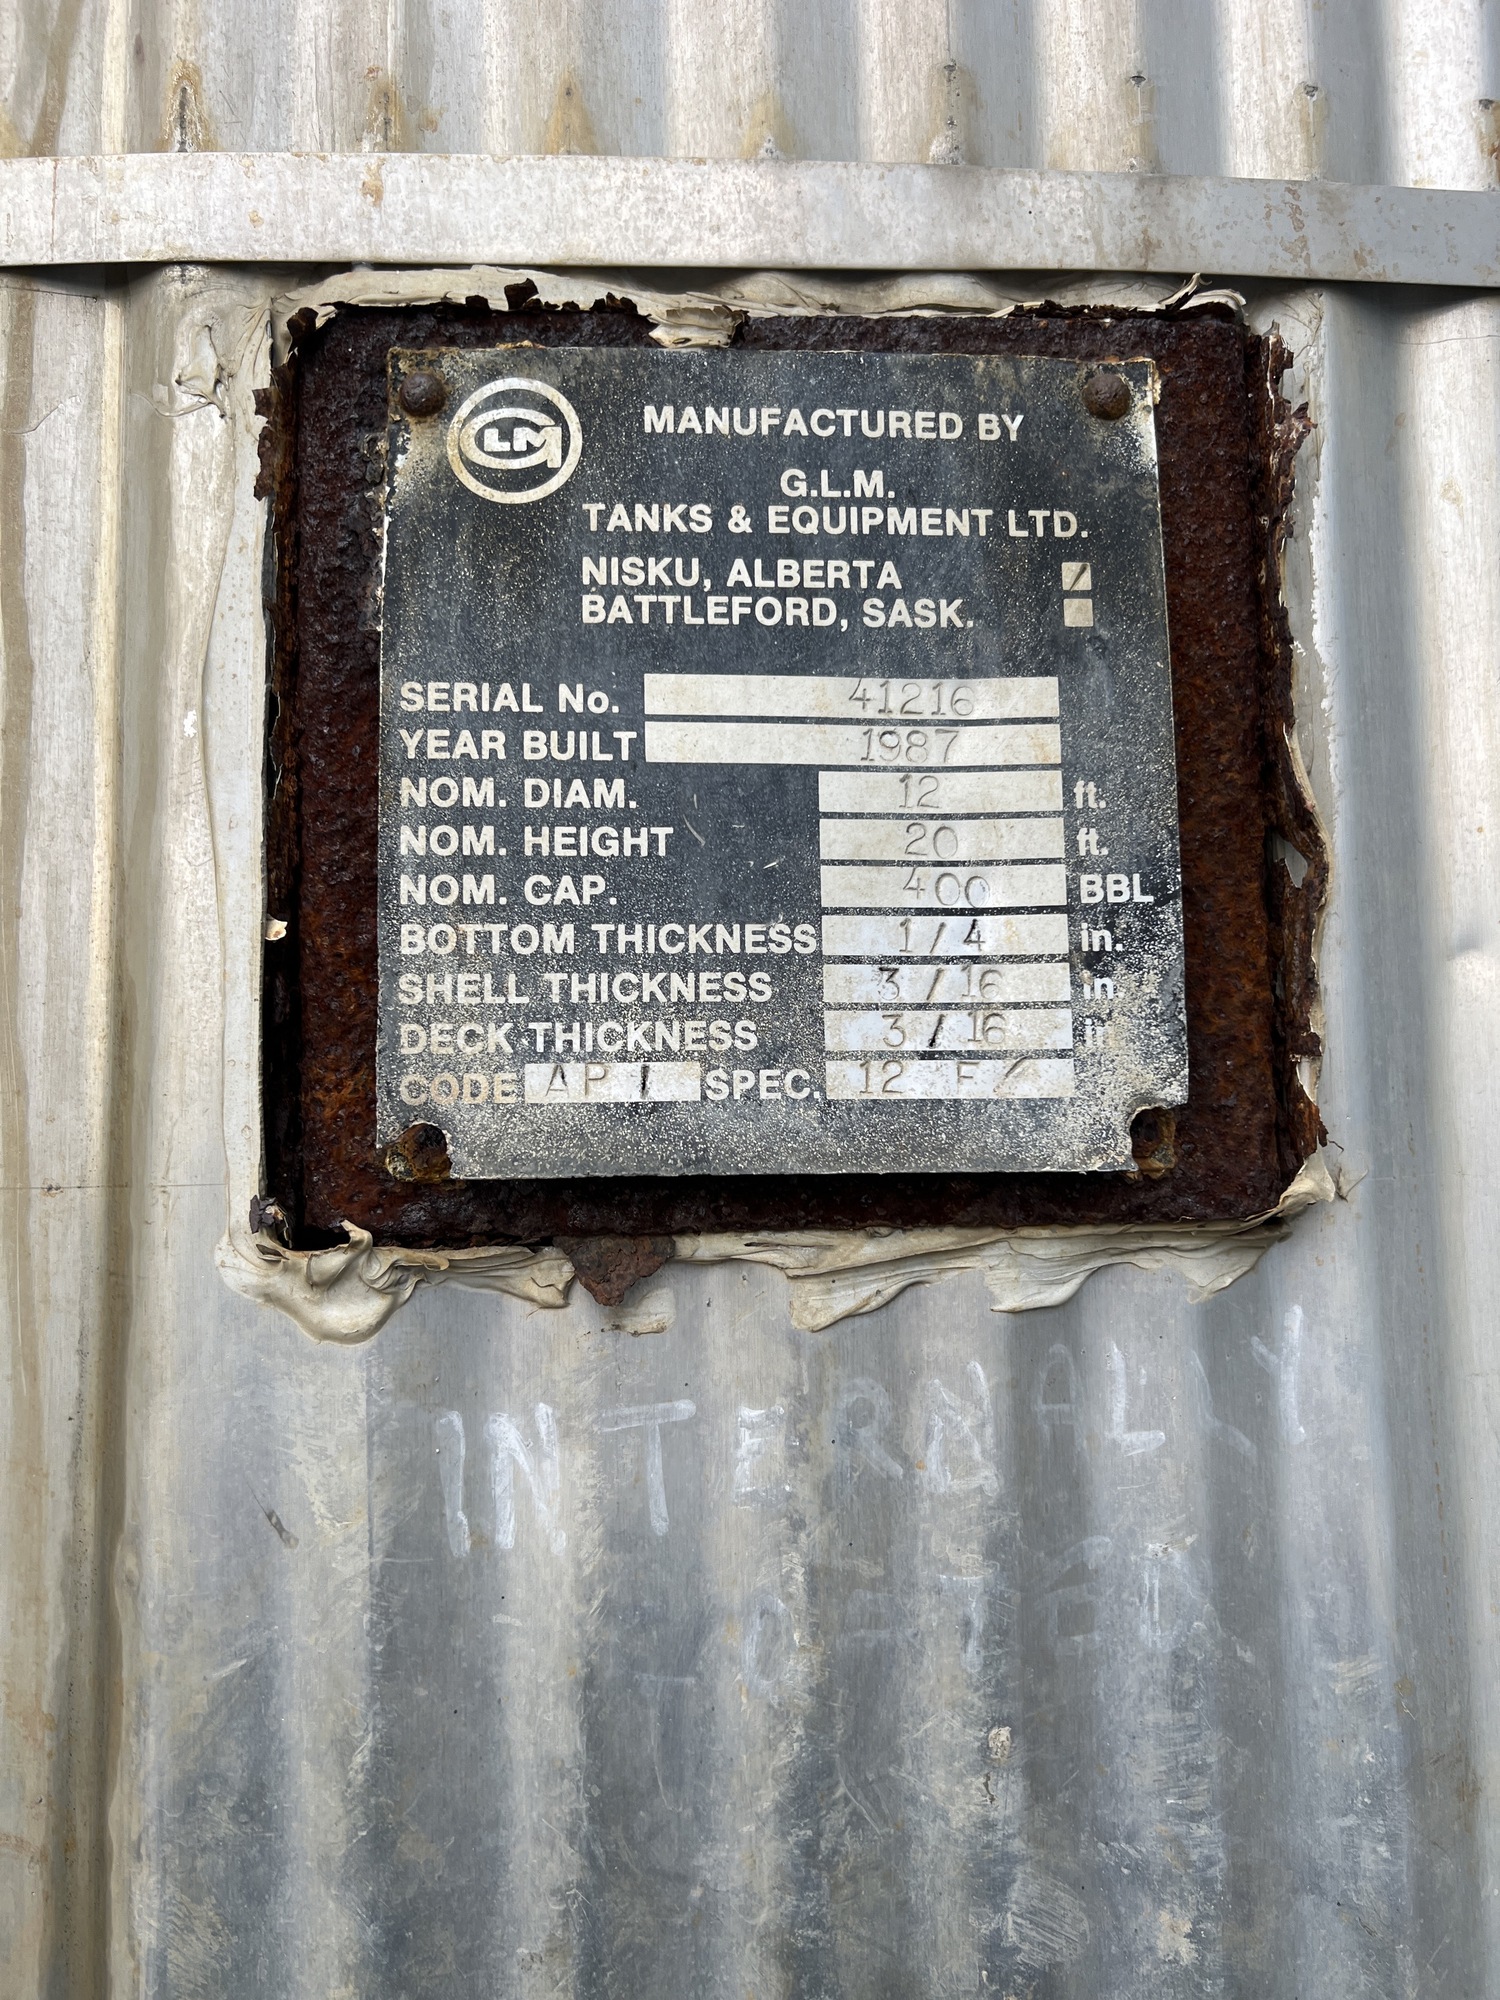 GLM
MANUFACTURED BY
G.L.M.
TANKS & EQUIPMENT LTD.
NISKU, ALBERTA /
BATTLEFORD, SASK.
SERIAL No. 41216
YEAR BUILT 1987
NOM. DIAM. 12 ft.
NOM. HEIGHT 20 ft.
NOM. CAP. 400 BBL
BOTTOM THICKNESS 1/4 in.
SHELL THICKNESS 3/16 in.
DECK THICKNESS 3/16 in
CODE API SPEC. 12 F
INTERNALLY